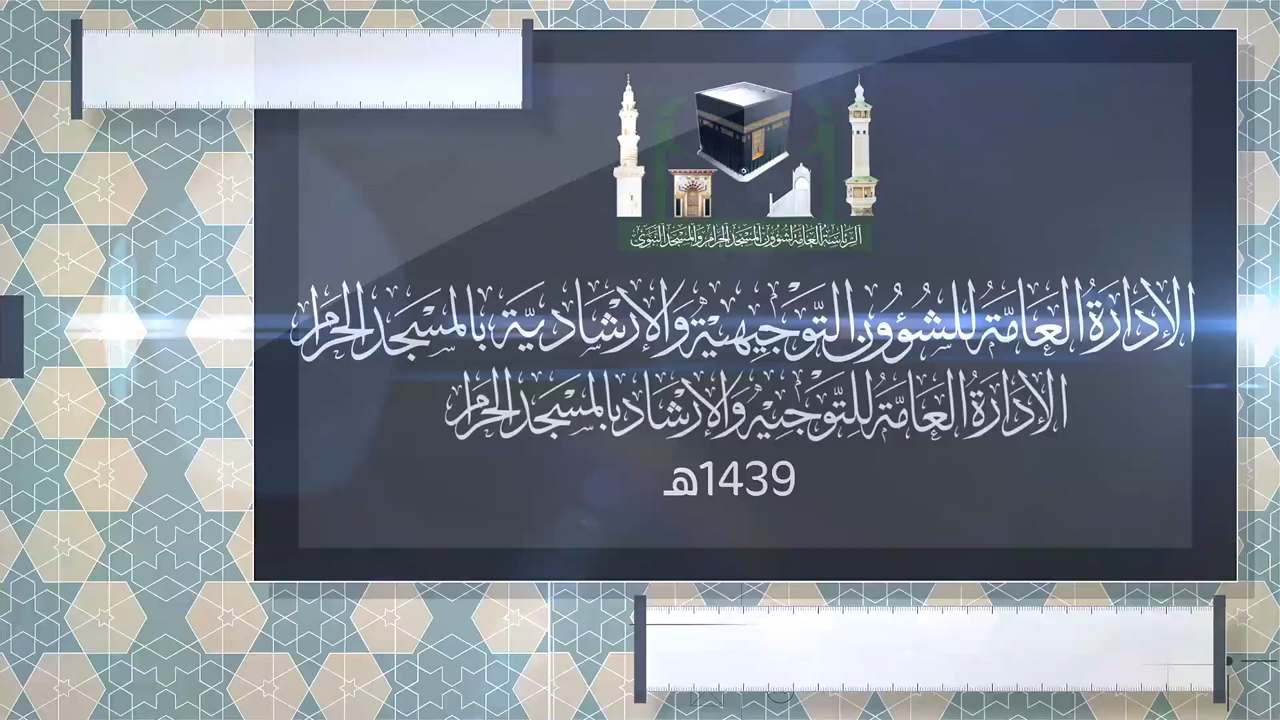 الرئاسة العامة لشؤون المسجد الحرام والمسجد النبوي
الإدارة العامة للشؤون التوجيهية والإرشادية بالمسجد الحرام
الإدارة العامة للتوجيه والإرشاد بالمسجد الحرام
1439هـ